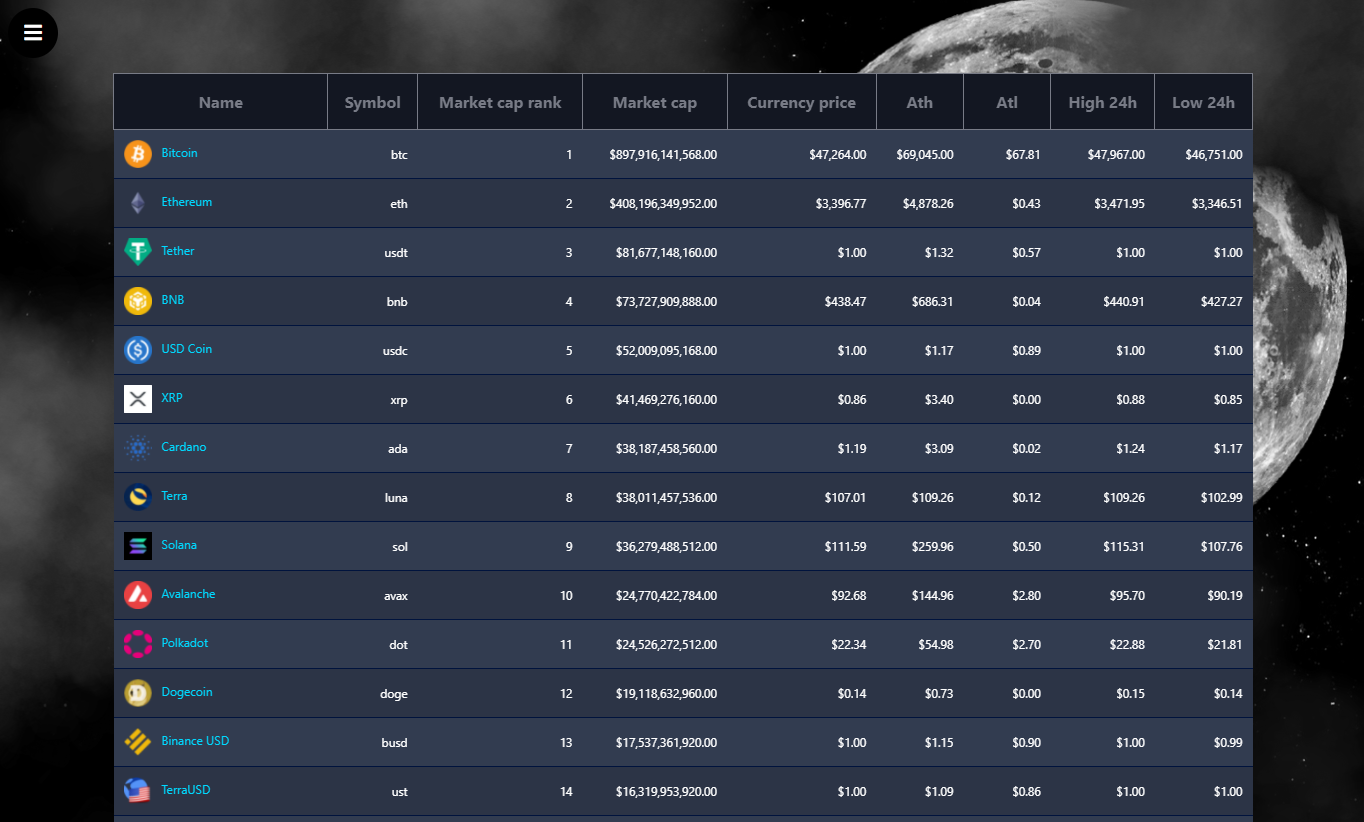 Name Symbol Market cap rank Market cap Currency price Ath Atl High 24h Low 24h
Bitcoin btc 1 $897,916,141,568.00 $47,264.00 $69,045.00 $67.81 $47,967.00 $46,751.00
Ethereum eth 2 $408,196,349,952.00 $3,396.77 $4,878.26 $0.43 $3,471.95 $3,346.51
Tether usdt 3 $81,677,148,160.00 $1.00 $1.32 $0.57 $1.00 $1.00
BNB bnb 4 $73,727,909,888.00 $438.47 $686.31 $0.04 $440.91 $427.27
USD Coin usdc 5 $52,009,095,168.00 $1.00 $1.17 $0.89 $1.00 $1.00
XRP xrp 6 $41,469,276,160.00 $0.86 $3.40 $0.00 $0.88 $0.85
Cardano ada 7 $38,187,458,560.00 $1.19 $3.09 $0.02 $1.24 $1.17
Terra luna 8 $38,011,457,536.00 $107.01 $109.26 $0.12 $109.26 $102.99
Solana sol 9 $36,279,488,512.00 $111.59 $259.96 $0.50 $115.31 $107.76
Avalanche avax 10 $24,770,422,784.00 $92.68 $144.96 $2.80 $95.70 $90.19
Polkadot dot 11 $24,526,272,512.00 $22.34 $54.98 $2.70 $22.88 $21.81
Dogecoin doge 12 $19,118,632,960.00 $0.14 $0.73 $0.00 $0.15 $0.14
Binance USD busd 13 $17,537,361,920.00 $1.00 $1.15 $0.90 $1.00 $0.99
TerraUSD ust 14 $16,319,953,920.00 $1.00 $1.09 $0.86 $1.00 $1.00